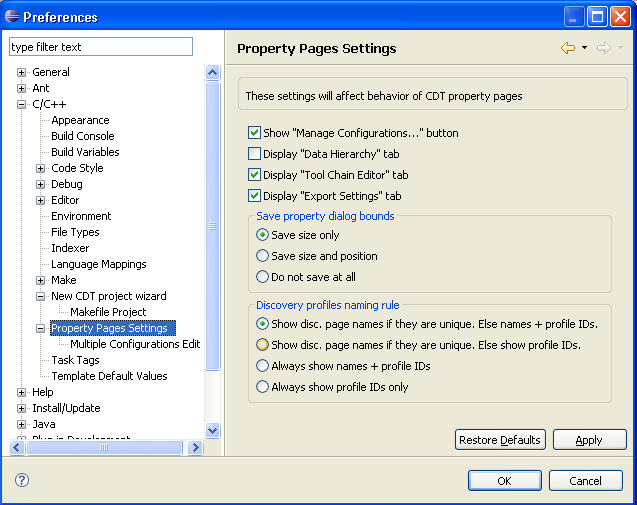 Preferences
type filter text
General
Ant
C/C++
Appearance
Build Console
Build Variables
Code Style
Debug
Editor
Environment
File Types
Indexer
Language Mappings
Make
New CDT project wizard
Makefile Project
Property Pages Settings
Multiple Configurations Edit
Task Tags
Template Default Values
Help
Install/Update
Java
Plug-in Development
Property Pages Settings
These settings will affect behavior of CDT property pages
Show "Manage Configurations..." button
Display "Data Hierarchy" tab
Display "Tool Chain Editor" tab
Display "Export Settings" tab
Save property dialog bounds
Save size only
Save size and position
Do not save at all
Discovery profiles naming rule
Show disc. page names if they are unique. Else names + profile IDs.
Show disc. page names if they are unique. Else show profile IDs.
Always show names + profile IDs
Always show profile IDs only
Restore Defaults
Apply
?
OK
Cancel